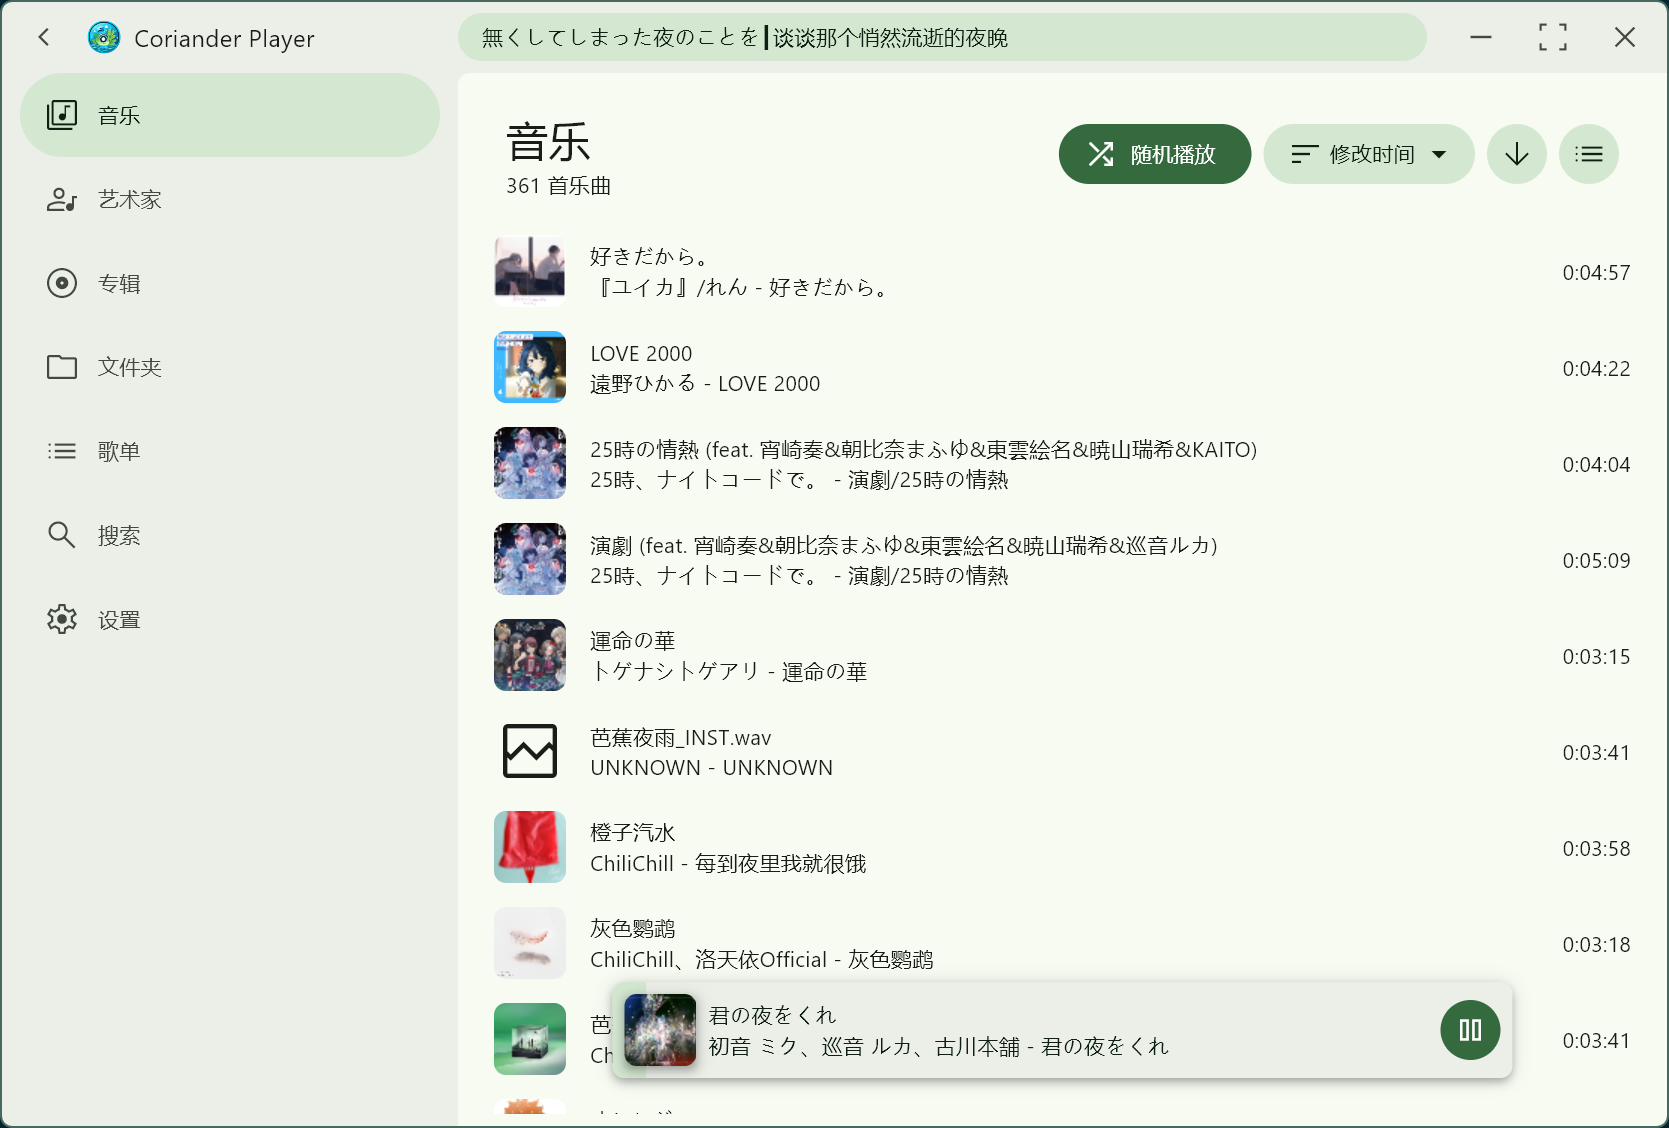 Coriander Player
無くしてしまった夜のことを┃谈谈那个悄然流逝的夜晚
音乐
艺术家
专辑
文件夹
歌单
搜索
设置
音乐
361 首乐曲
随机播放
修改时间
好きだから。
『ユイカ』/れん - 好きだから。
0:04:57
LOVE 2000
遠野ひかる - LOVE 2000
0:04:22
25時の情熱 (feat. 宵崎奏&朝比奈まふゆ&東雲絵名&暁山瑞希&KAITO)
25時、ナイトコードで。 - 演劇/25時の情熱
0:04:04
演劇 (feat. 宵崎奏&朝比奈まふゆ&東雲絵名&暁山瑞希&巡音ルカ)
25時、ナイトコードで。 - 演劇/25時の情熱
0:05:09
運命の華
トゲナシトゲアリ - 運命の華
0:03:15
芭蕉夜雨_INST.wav
UNKNOWN - UNKNOWN
0:03:41
橙子汽水
ChiliChill - 每到夜里我就很饿
0:03:58
灰色鹦鹉
ChiliChill、洛天依Official - 灰色鹦鹉
0:03:18
芭
Ch
0:03:41
君の夜をくれ
初音 ミク、巡音 ルカ、古川本舗 - 君の夜をくれ